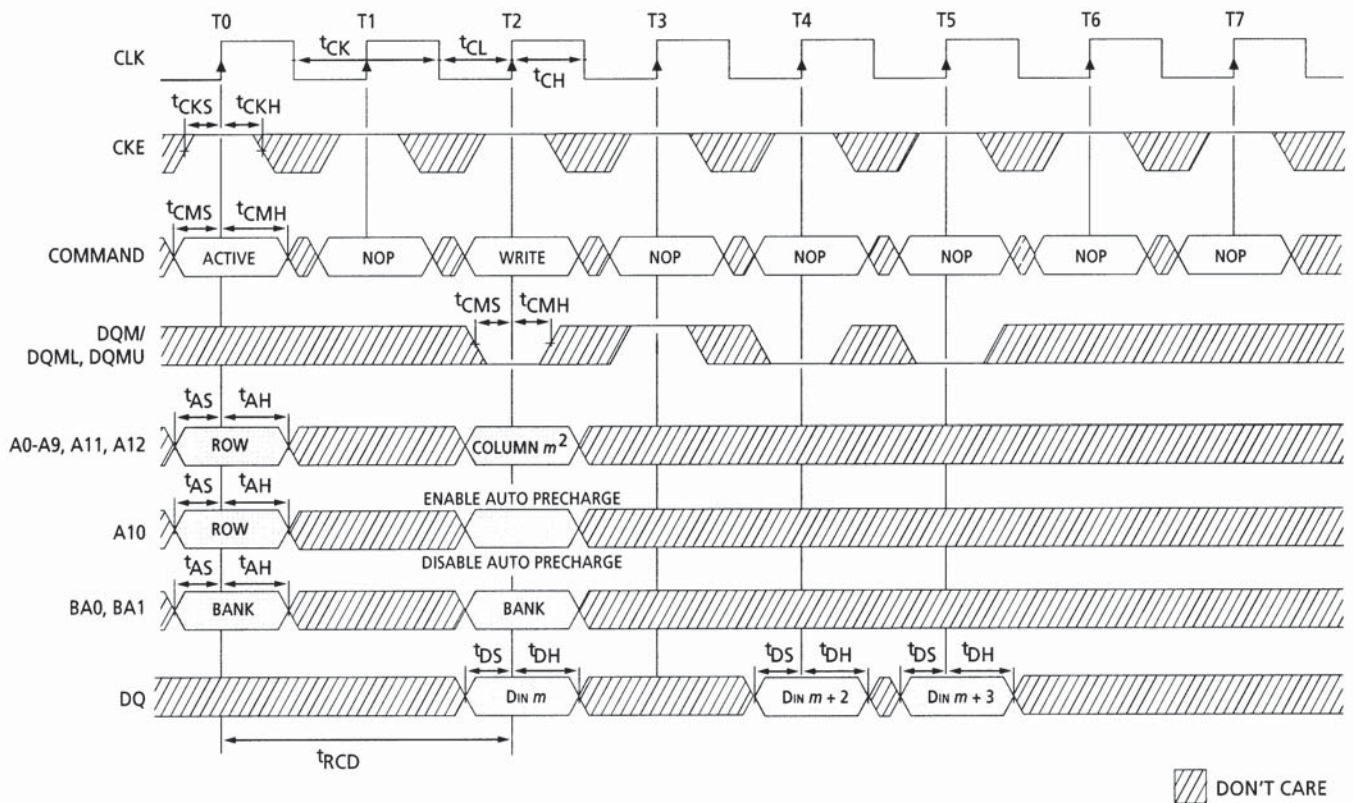 T0 T1 T2 T3 T4 T5 T6 T7
CLK tCK tCL tCH
tCKS tCKH
CKE
tCMS tCMH
COMMAND ACTIVE NOP WRITE NOP NOP NOP NOP NOP
tCMS tCMH
DQM/
DQML, DQMU
tAS tAH
A0-A9, A11, A12 ROW COLUMN m2
tAS tAH ENABLE AUTO PRECHARGE
A10 ROW
tAS tAH DISABLE AUTO PRECHARGE
BA0, BA1 BANK BANK
tDS tDH tDS tDH tDS tDH
DQ DIN m DIN m + 2 DIN m + 3
tRCD
DON'T CARE